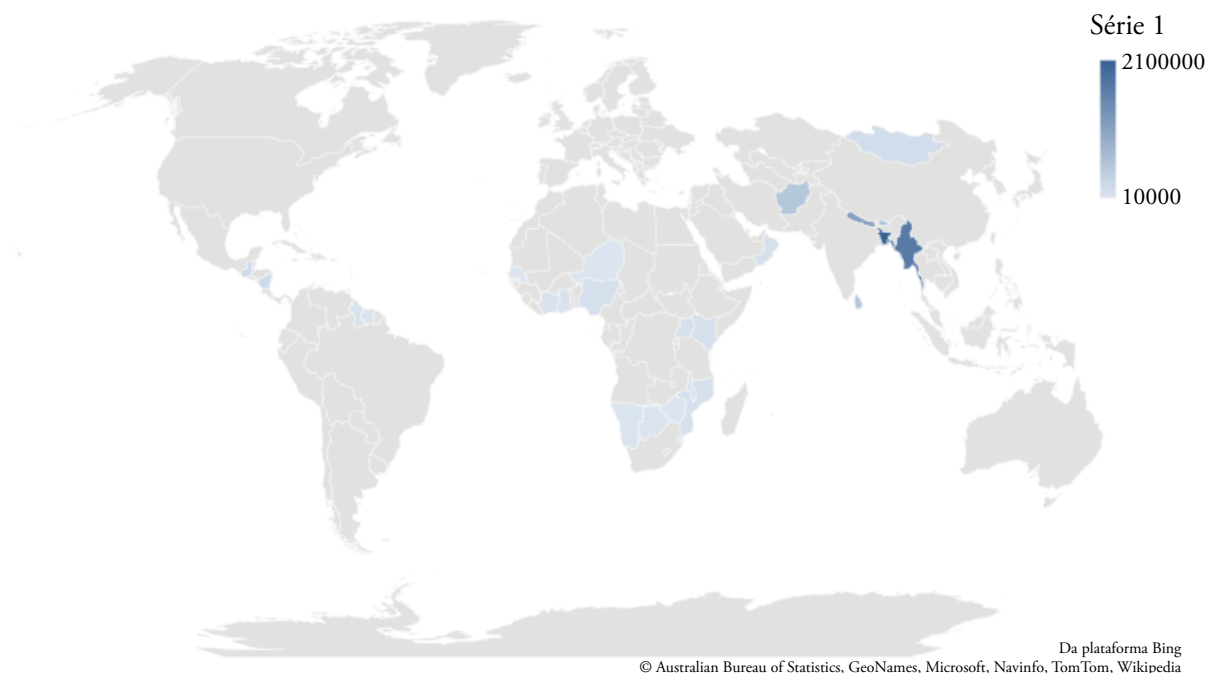 Série 1
2100000
10000
Da plataforma Bing
© Australian Bureau of Statistics, GeoNames, Microsoft, Navinfo, TomTom, Wikipedia